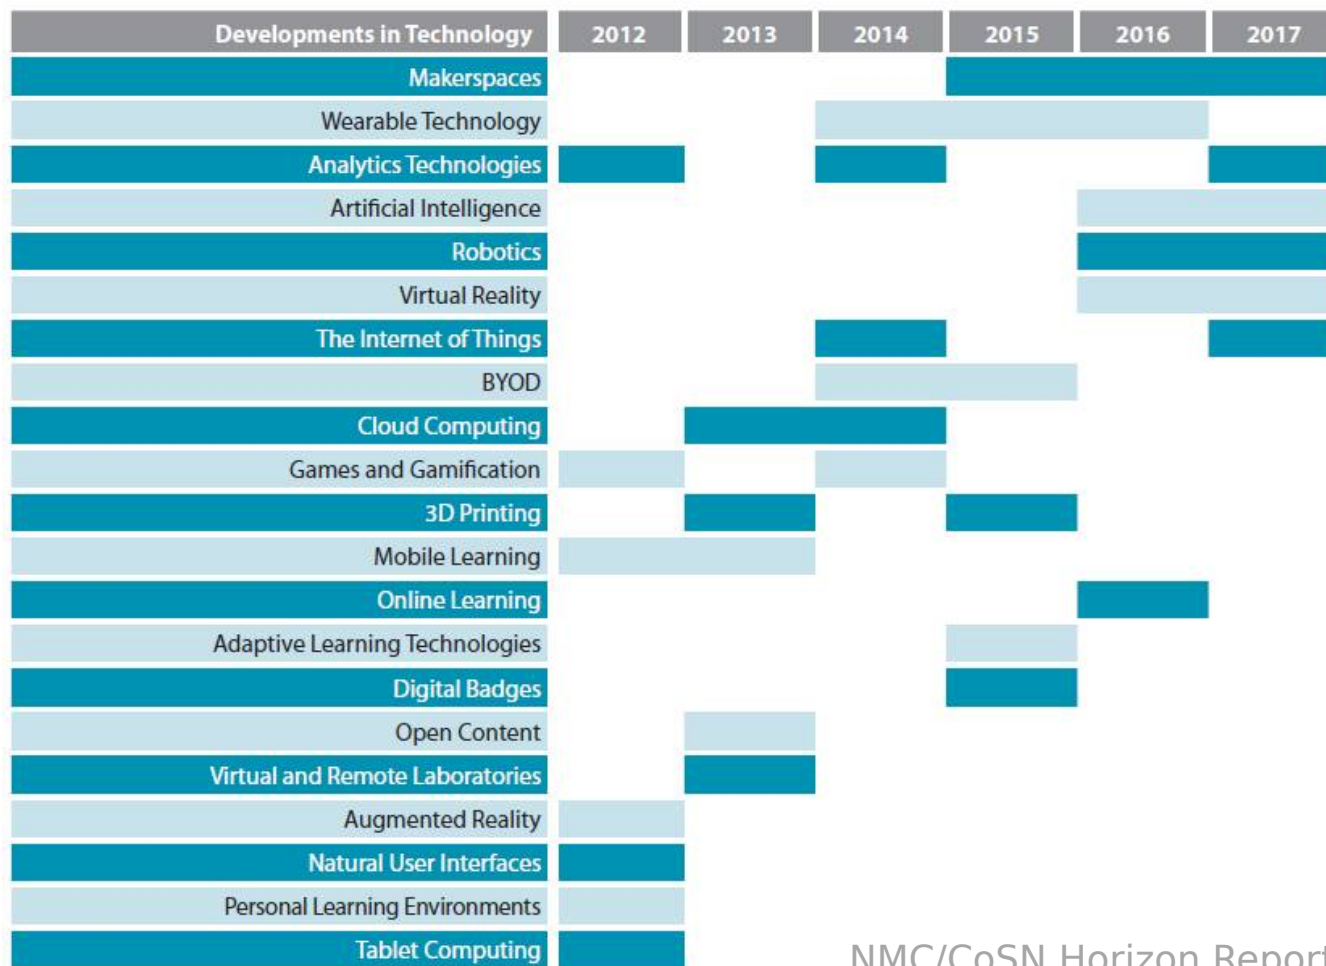 Developments in Technology 2012 2013 2014 2015 2016 2017
Makerspaces
Wearable Technology
Analytics Technologies
Artificial Intelligence
Robotics
Virtual Reality
The Internet of Things
BYOD
Cloud Computing
Games and Gamification
3D Printing
Mobile Learning
Online Learning
Adaptive Learning Technologies
Digital Badges
Open Content
Virtual and Remote Laboratories
Augmented Reality
Natural User Interfaces
Personal Learning Environments
Tablet Computing
NMC/CoSN Horizon Report